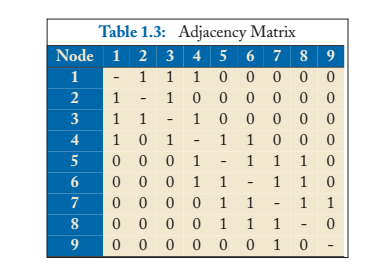 Table 1.3: Adjacency Matrix
Node 1 2 3 4 5 6 7 8 9
1 - 1 1 1 0 0 0 0 0
2 1 - 1 0 0 0 0 0 0
3 1 1 - 1 0 0 0 0 0
4 1 0 1 - 1 1 0 0 0
5 0 0 0 1 - 1 1 1 0
6 0 0 0 1 1 - 1 1 0
7 0 0 0 0 1 1 - 1 1
8 0 0 0 0 1 1 1 - 0
9 0 0 0 0 0 0 1 0 -